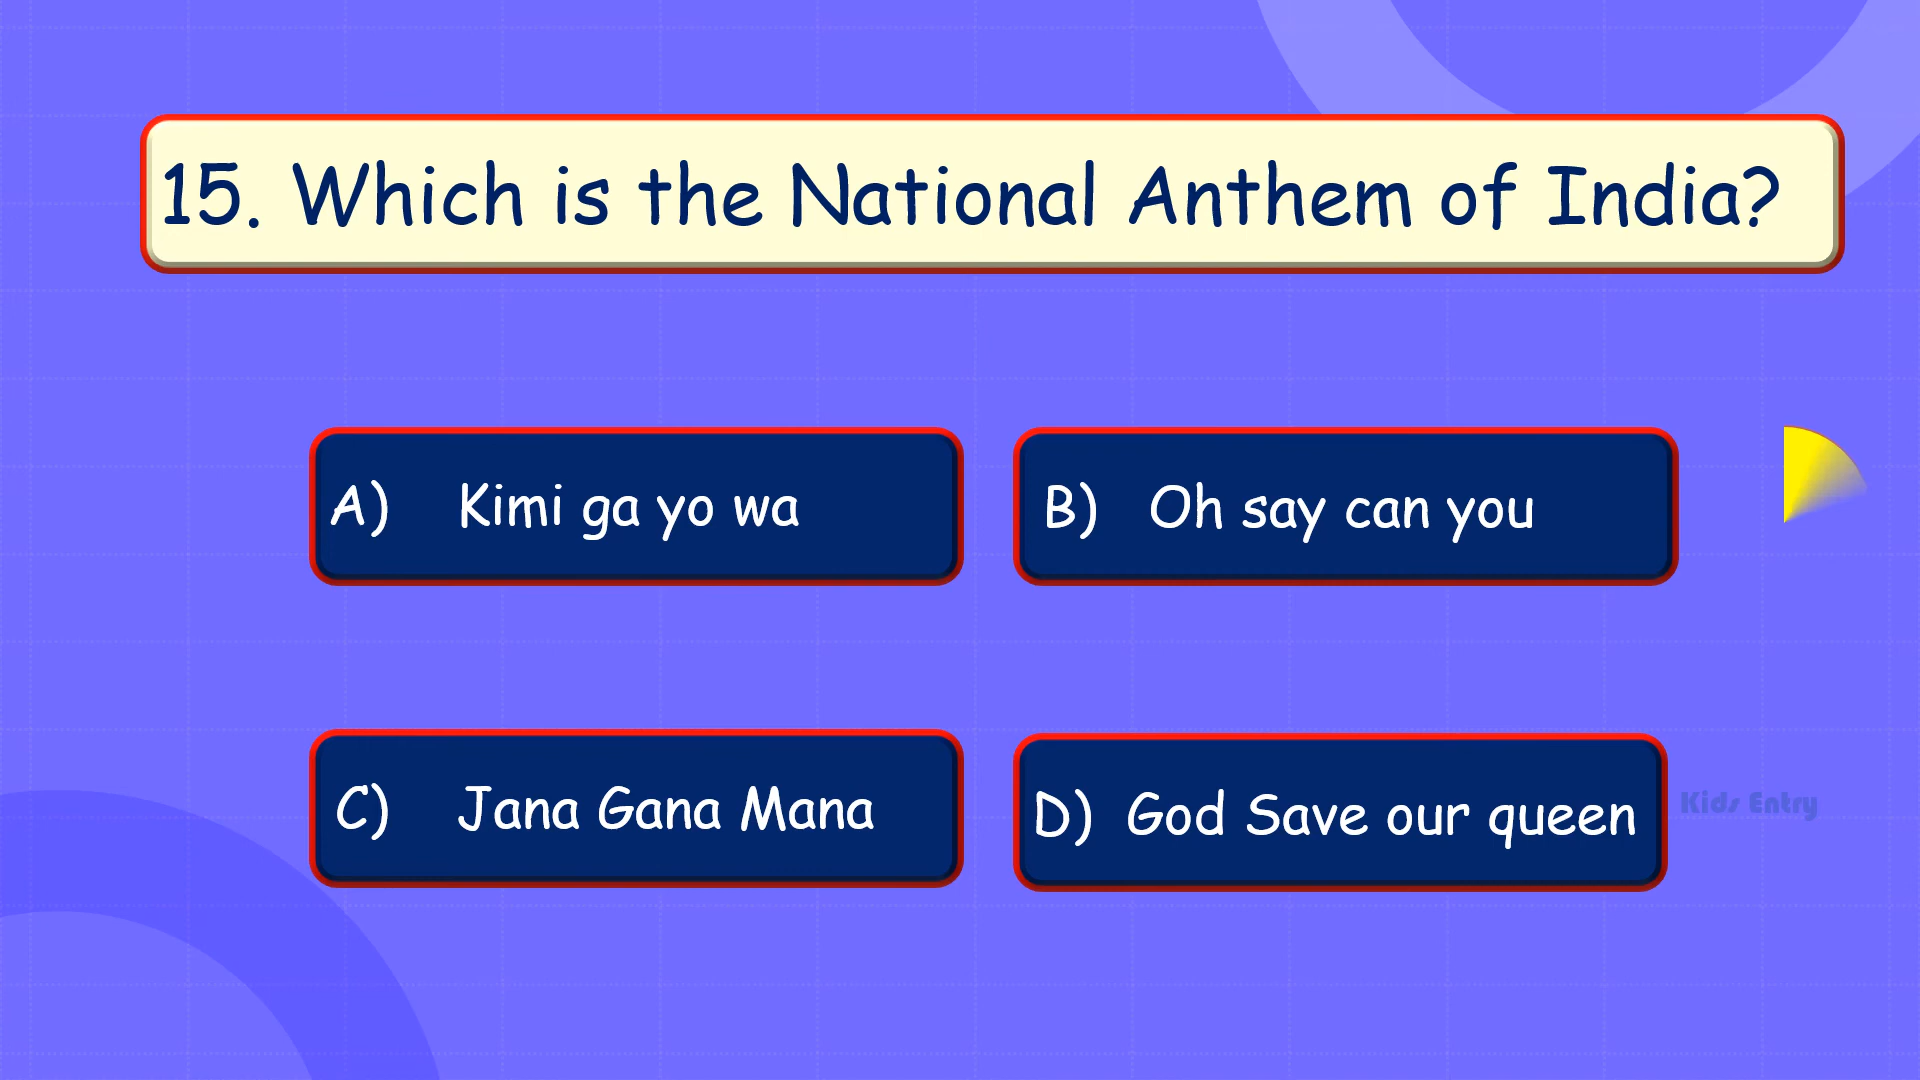 15. Which is the National Anthem of India?
A) Kimi ga yo wa
B) Oh say can you
C) Jana Gana Mana
D) God Save our queen
Kids Entry